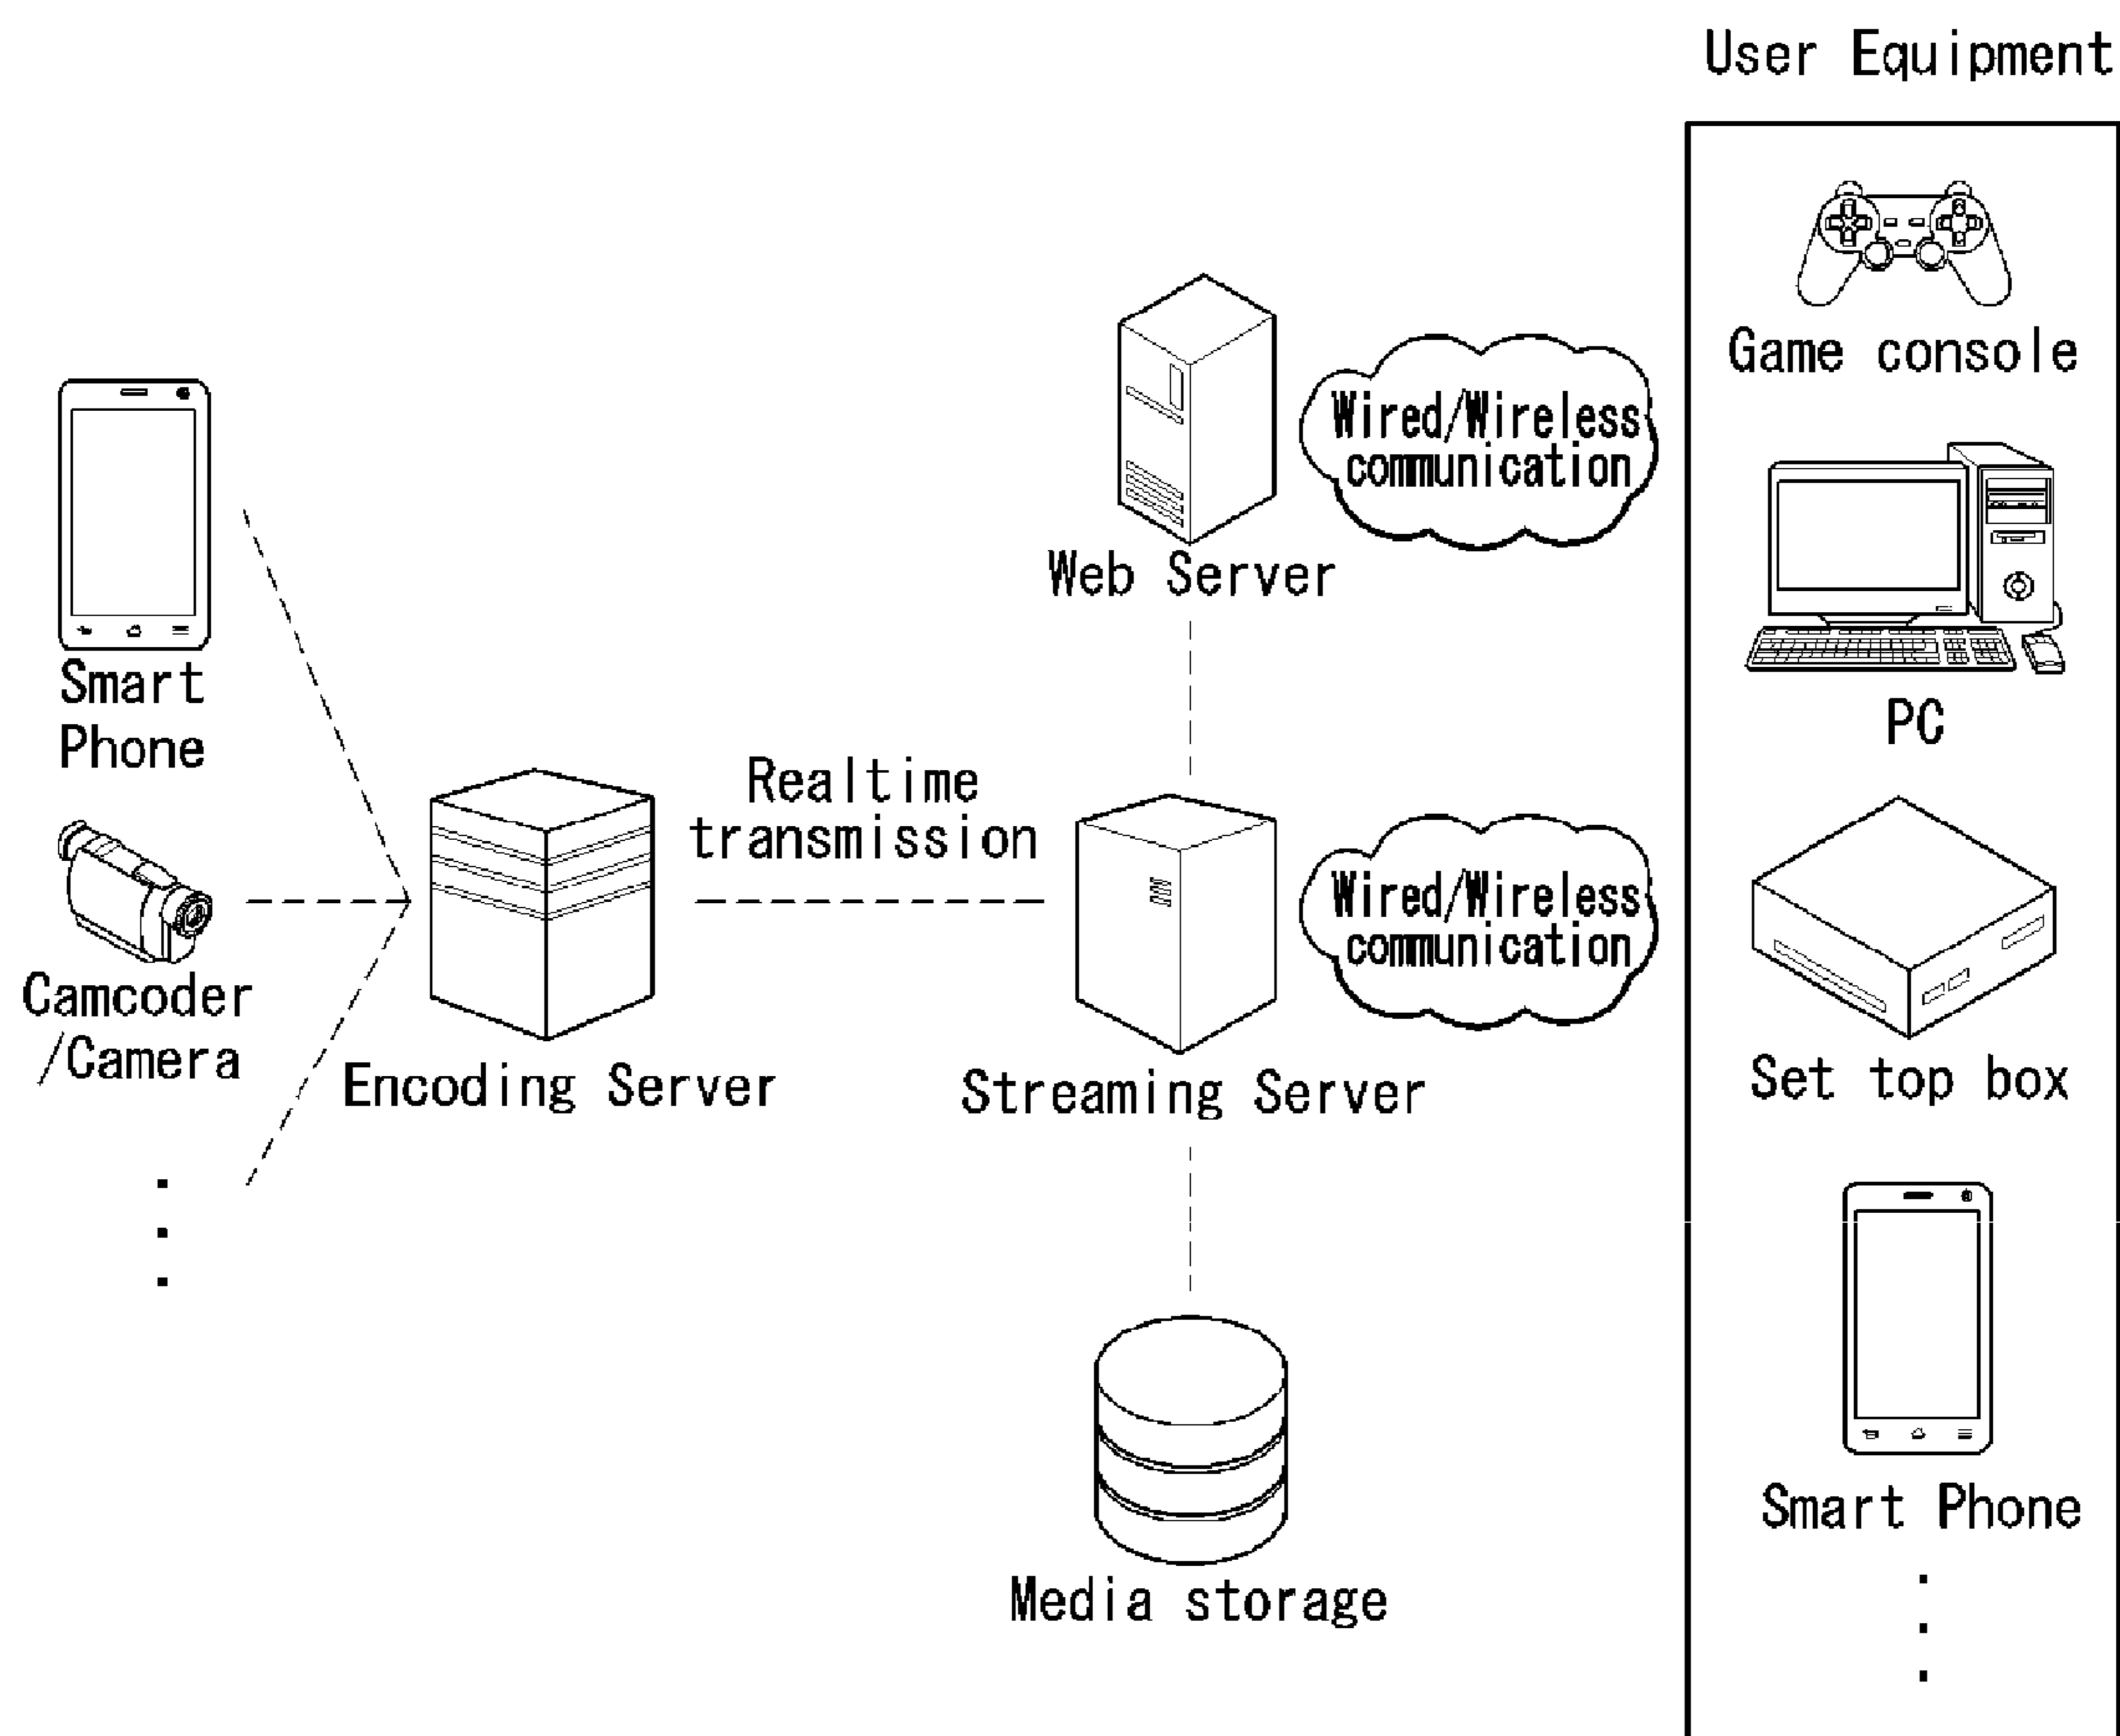 User Equipment
Game console
Wired/Wireless
communication
Web Server
Smart
Phone
PC
Realtime
transmission
Wired/Wireless
communication
Camcoder
/Camera
Encoding Server
Streaming Server
Set top box
Smart Phone
Media storage